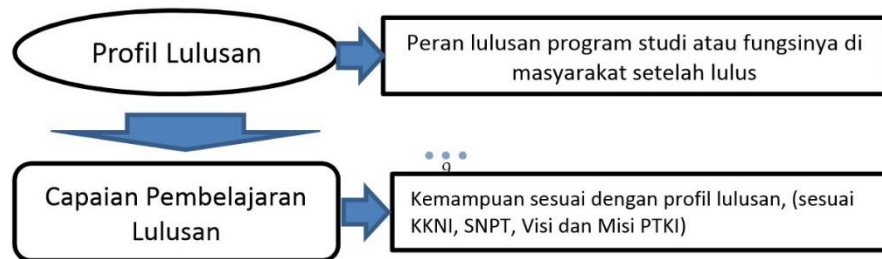 Profil Lulusan
Peran lulusan program studi atau fungsinya di
masyarakat setelah lulus
9
Capaian Pembelajaran
Lulusan
Kemampuan sesuai dengan profil lulusan, (sesuai
KKNI, SNPT, Visi dan Misi PTKI)